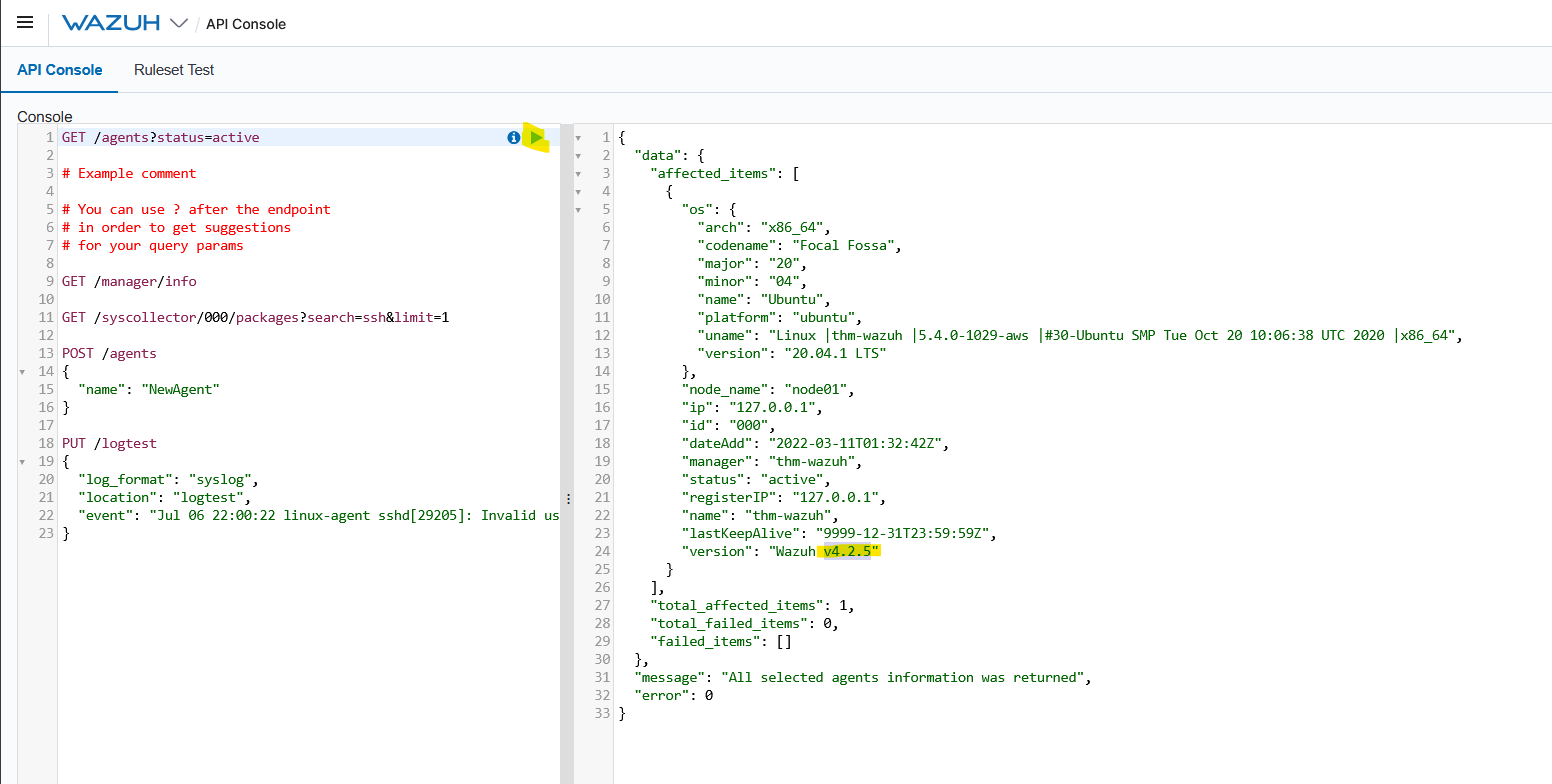 WAZUH / API Console
API Console Ruleset Test
Console
1 GET /agents?status=active
2
3 # Example comment
4
5 # You can use ? after the endpoint
6 # in order to get suggestions
7 # for your query params
8
9 GET /manager/info
10
11 GET /syscollector/000/packages?search=ssh&limit=1
12
13 POST /agents
14 {
15 "name": "NewAgent"
16 }
17
18 PUT /logtest
19 {
20 "log_format": "syslog",
21 "location": "logtest",
22 "event": "Jul 06 22:00:22 linux-agent sshd[29205]: Invalid us
23 }
1 {
2 "data": {
3 "affected_items": [
4 {
5 "os": {
6 "arch": "x86_64",
7 "codename": "Focal Fossa",
8 "major": "20",
9 "minor": "04",
10 "name": "Ubuntu",
11 "platform": "ubuntu",
12 "uname": "Linux |thm-wazuh |5.4.0-1029-aws |#30-Ubuntu SMP Tue Oct 20 10:06:38 UTC 2020 |x86_64",
13 "version": "20.04.1 LTS"
14 },
15 "node_name": "node01",
16 "ip": "127.0.0.1",
17 "id": "000",
18 "dateAdd": "2022-03-11T01:32:42Z",
19 "manager": "thm-wazuh",
20 "status": "active",
21 "registerIP": "127.0.0.1",
22 "name": "thm-wazuh",
23 "lastKeepAlive": "9999-12-31T23:59:59Z",
24 "version": "Wazuh v4.2.5"
25 }
26 ],
27 "total_affected_items": 1,
28 "total_failed_items": 0,
29 "failed_items": []
30 },
31 "message": "All selected agents information was returned",
32 "error": 0
33 }